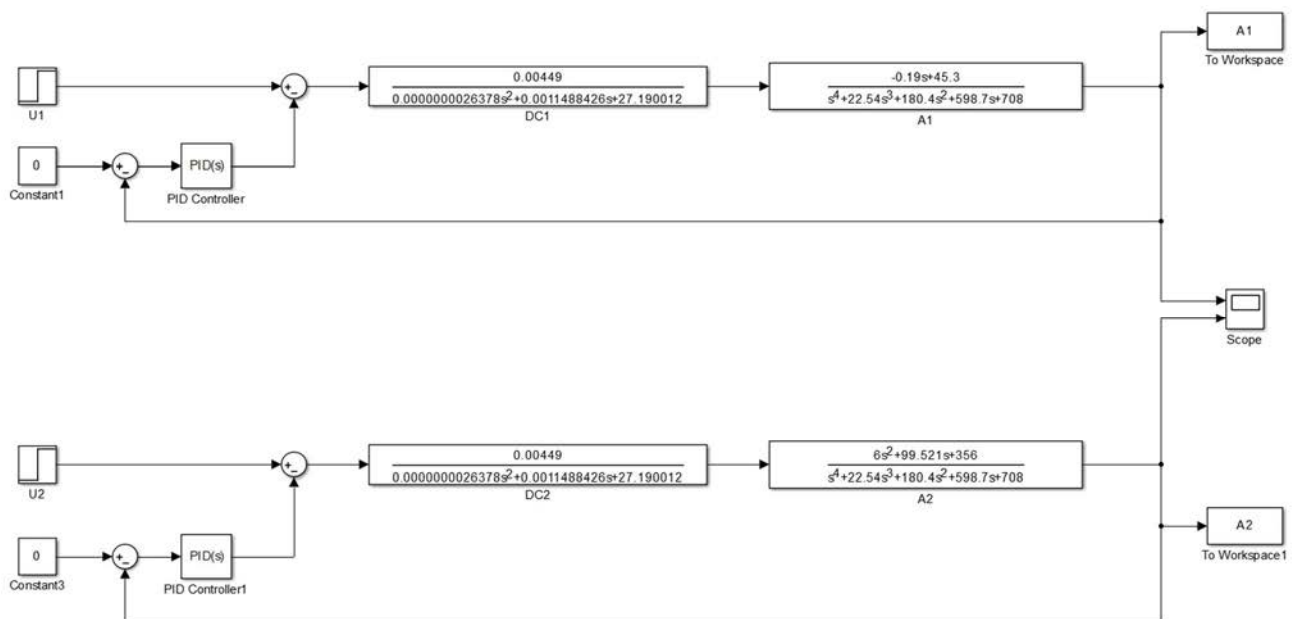 A1
To Workspace
U1
+
−
0.00449
0.0000000026378s²+0.0011488426s+27.190012
DC1
-0.19s+45.3
s⁴+22.54s³+180.4s²+598.7s+708
A1
0
Constant1
+
−
PID(s)
PID Controller
Scope
U2
+
−
0.00449
0.0000000026378s²+0.0011488426s+27.190012
DC2
6s²+99.521s+356
s⁴+22.54s³+180.4s²+598.7s+708
A2
0
Constant3
+
−
PID(s)
PID Controller1
A2
To Workspace1